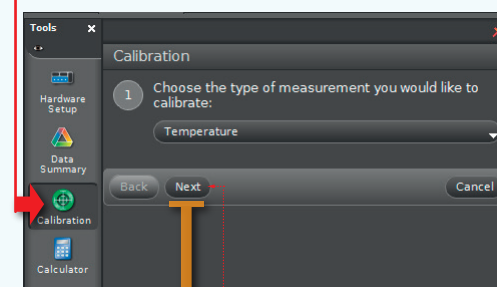 Tools
Calibration
1
Choose the type of measurement you would like to
calibrate:
Temperature
Back
Next
Cancel
Hardware
Setup
Data
Summary
Calibration
Calculator